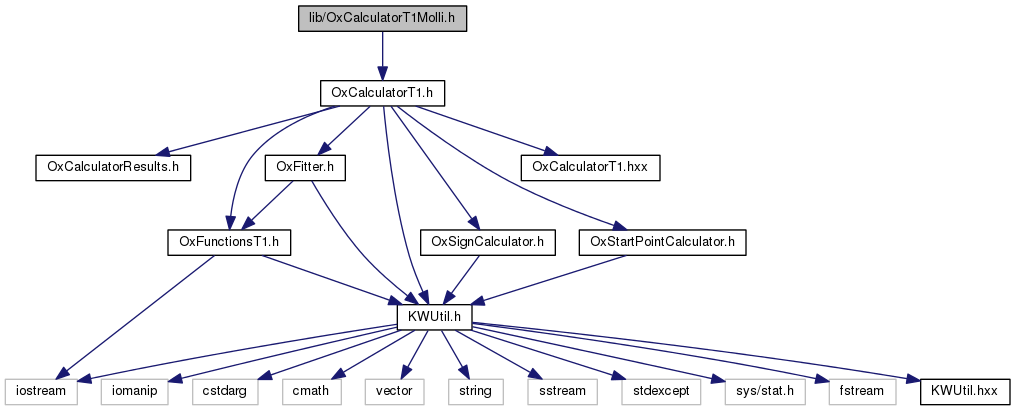 lib/OxCalculatorT1Molli.h
OxCalculatorT1.h
OxCalculatorResults.h
OxFitter.h
OxCalculatorT1.hxx
OxFunctionsT1.h
OxSignCalculator.h
OxStartPointCalculator.h
KWUtil.h
iostream
iomanip
cstdarg
cmath
vector
string
sstream
stdexcept
sys/stat.h
fstream
KWUtil.hxx